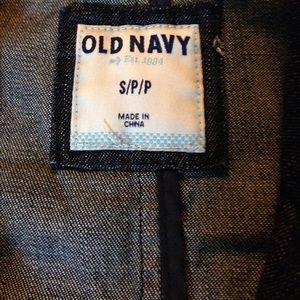 OLD NAVY
Est. 1994
S/P/P
MADE IN
CHINA